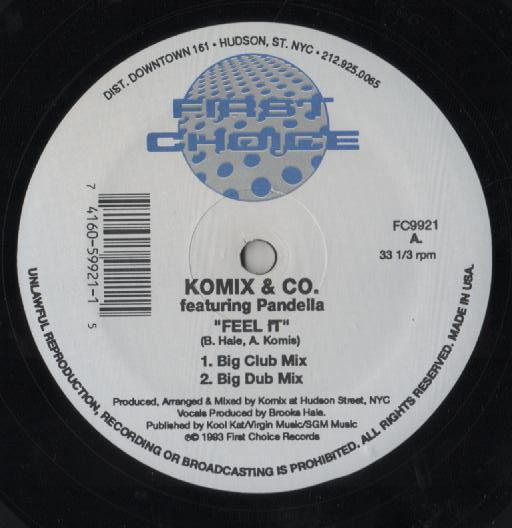 DIST. DOWNTOWN 161 • HUDSON, ST. NYC • 212.925.0065
FIRST
CHOICE
7 4160-59921-1 5
FC9921
A.
33 1/3 rpm
KOMIX & CO.
featuring Pandella
"FEEL IT"
(B. Hale, A. Komis)
1. Big Club Mix
2. Big Dub Mix
Produced, Arranged & Mixed by Komix at Hudson Street, NYC
Vocals Produced by Brooks Hale.
Published by Kool Kat/Virgin Music/SGM Music
℗© 1993 First Choice Records
UNLAWFUL REPRODUCTION, RECORDING OR BROADCASTING IS PROHIBITED. ALL RIGHTS RESERVED. MADE IN USA.